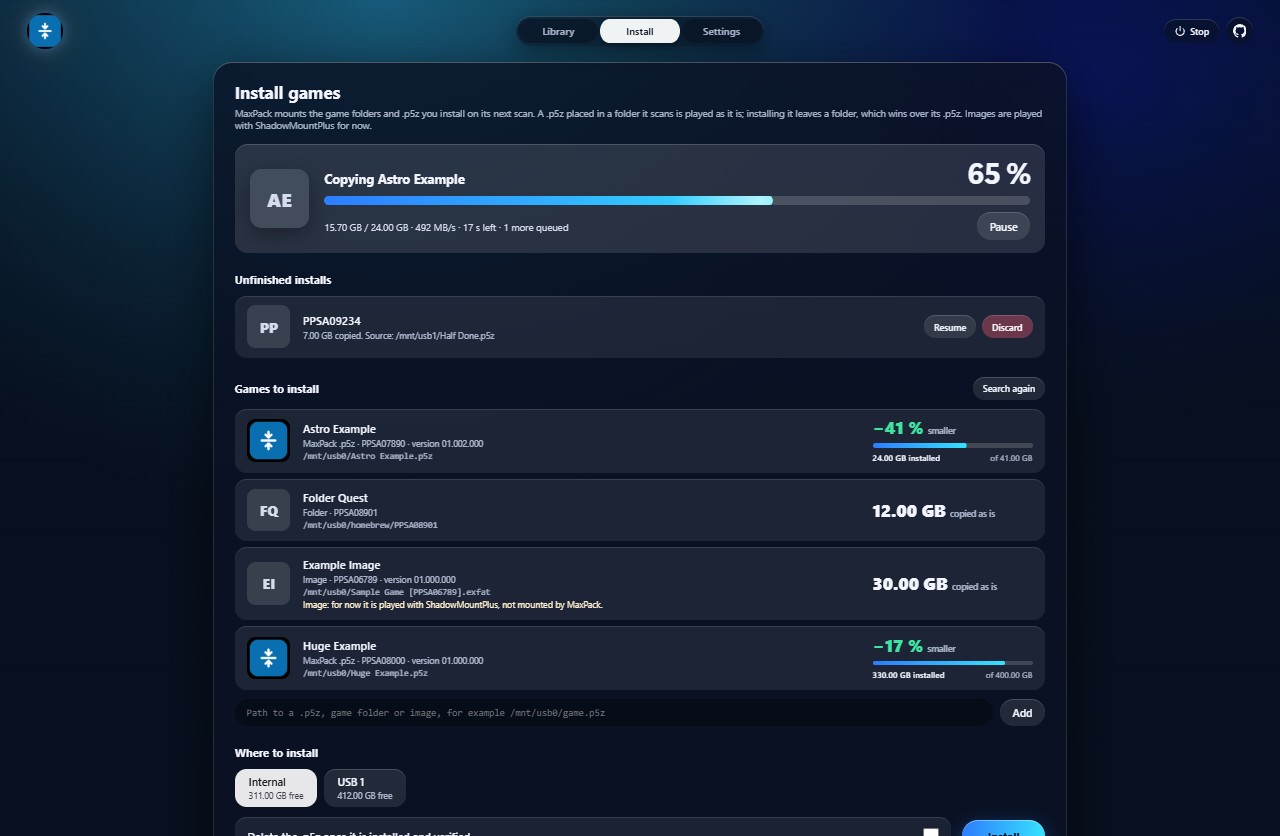 Library
Install
Settings
Stop
Install games
MaxPack mounts the game folders and .p5z you install on its next scan. A .p5z placed in a folder it scans is played as it is; installing it leaves a folder, which wins over its .p5z. Images are played
with ShadowMountPlus for now.
AE
Copying Astro Example
65 %
15.70 GB / 24.00 GB · 492 MB/s · 17 s left · 1 more queued
Pause
Unfinished installs
PP
PPSA09234
7.00 GB copied. Source: /mnt/usb1/Half Done.p5z
Resume
Discard
Games to install
Search again
Astro Example
MaxPack .p5z · PPSA07890 · version 01.002.000
/mnt/usb0/Astro Example.p5z
−41 % smaller
24.00 GB installed
of 41.00 GB
FQ
Folder Quest
Folder · PPSA08901
/mnt/usb0/homebrew/PPSA08901
12.00 GB copied as is
EI
Example Image
Image · PPSA06789 · version 01.000.000
/mnt/usb0/Sample Game [PPSA06789].exfat
Image: for now it is played with ShadowMountPlus, not mounted by MaxPack.
30.00 GB copied as is
Huge Example
MaxPack .p5z · PPSA08000 · version 01.000.000
/mnt/usb0/Huge Example.p5z
−17 % smaller
330.00 GB installed
of 400.00 GB
Path to a .p5z, game folder or image, for example /mnt/usb0/game.p5z
Add
Where to install
Internal
311.00 GB free
USB 1
412.00 GB free
Delete the .p5z once it is installed and verified
Install